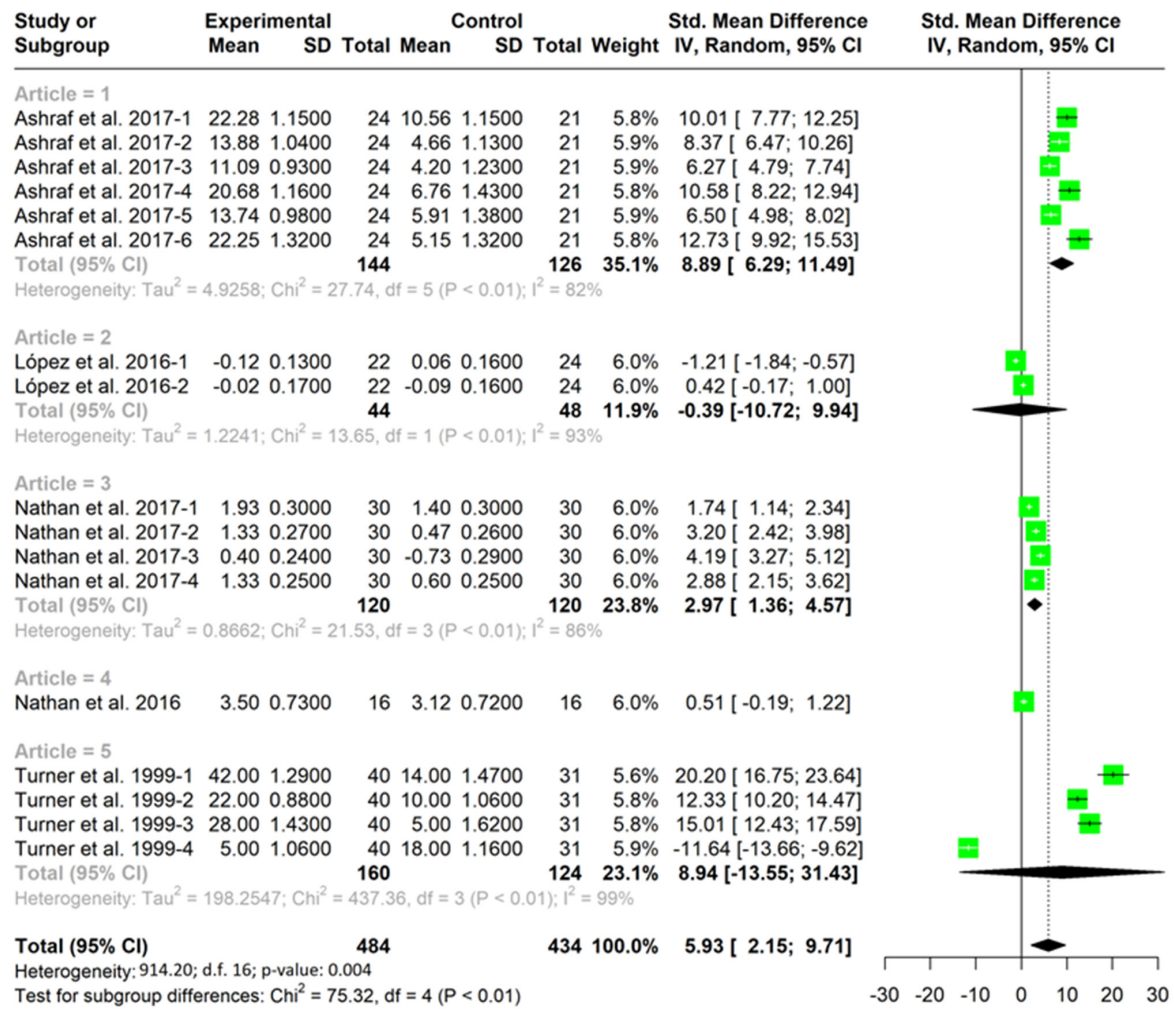 Study or Experimental Control Std. Mean Difference Std. Mean Difference
Subgroup Mean SD Total Mean SD Total Weight IV, Random, 95% CI IV, Random, 95% CI
Article = 1
Ashraf et al. 2017-1 22.28 1.1500 24 10.56 1.1500 21 5.8% 10.01 [ 7.77; 12.25]
Ashraf et al. 2017-2 13.88 1.0400 24 4.66 1.1300 21 5.9% 8.37 [ 6.47; 10.26]
Ashraf et al. 2017-3 11.09 0.9300 24 4.20 1.2300 21 5.9% 6.27 [ 4.79; 7.74]
Ashraf et al. 2017-4 20.68 1.1600 24 6.76 1.4300 21 5.8% 10.58 [ 8.22; 12.94]
Ashraf et al. 2017-5 13.74 0.9800 24 5.91 1.3800 21 5.9% 6.50 [ 4.98; 8.02]
Ashraf et al. 2017-6 22.25 1.3200 24 5.15 1.3200 21 5.8% 12.73 [ 9.92; 15.53]
Total (95% CI) 144 126 35.1% 8.89 [ 6.29; 11.49]
Heterogeneity: Tau² = 4.9258; Chi² = 27.74, df = 5 (P < 0.01); I² = 82%
Article = 2
López et al. 2016-1 -0.12 0.1300 22 0.06 0.1600 24 6.0% -1.21 [ -1.84; -0.57]
López et al. 2016-2 -0.02 0.1700 22 -0.09 0.1600 24 6.0% 0.42 [ -0.17; 1.00]
Total (95% CI) 44 48 11.9% -0.39 [-10.72; 9.94]
Heterogeneity: Tau² = 1.2241; Chi² = 13.65, df = 1 (P < 0.01); I² = 93%
Article = 3
Nathan et al. 2017-1 1.93 0.3000 30 1.40 0.3000 30 6.0% 1.74 [ 1.14; 2.34]
Nathan et al. 2017-2 1.33 0.2700 30 0.47 0.2600 30 6.0% 3.20 [ 2.42; 3.98]
Nathan et al. 2017-3 0.40 0.2400 30 -0.73 0.2900 30 6.0% 4.19 [ 3.27; 5.12]
Nathan et al. 2017-4 1.33 0.2500 30 0.60 0.2500 30 6.0% 2.88 [ 2.15; 3.62]
Total (95% CI) 120 120 23.8% 2.97 [ 1.36; 4.57]
Heterogeneity: Tau² = 0.8662; Chi² = 21.53, df = 3 (P < 0.01); I² = 86%
Article = 4
Nathan et al. 2016 3.50 0.7300 16 3.12 0.7200 16 6.0% 0.51 [ -0.19; 1.22]
Article = 5
Turner et al. 1999-1 42.00 1.2900 40 14.00 1.4700 31 5.6% 20.20 [ 16.75; 23.64]
Turner et al. 1999-2 22.00 0.8800 40 10.00 1.0600 31 5.8% 12.33 [ 10.20; 14.47]
Turner et al. 1999-3 28.00 1.4300 40 5.00 1.6200 31 5.8% 15.01 [ 12.43; 17.59]
Turner et al. 1999-4 5.00 1.0600 40 18.00 1.1600 31 5.9% -11.64 [-13.66; -9.62]
Total (95% CI) 160 124 23.1% 8.94 [-13.55; 31.43]
Heterogeneity: Tau² = 198.2547; Chi² = 437.36, df = 3 (P < 0.01); I² = 99%
Total (95% CI) 484 434 100.0% 5.93 [ 2.15; 9.71]
Heterogeneity: 914.20; d.f. 16; p-value: 0.004
Test for subgroup differences: Chi² = 75.32, df = 4 (P < 0.01)
-30 -20 -10 0 10 20 30